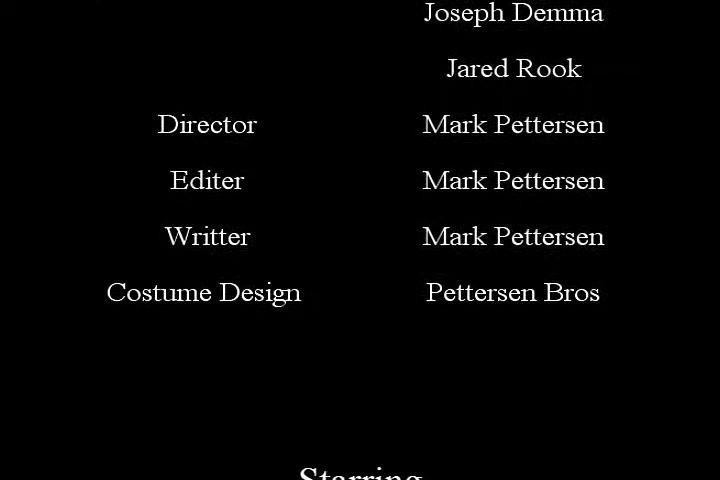 Joseph Demma
Jared Rook
Director Mark Pettersen
Editer Mark Pettersen
Writter Mark Pettersen
Costume Design Pettersen Bros
Starring